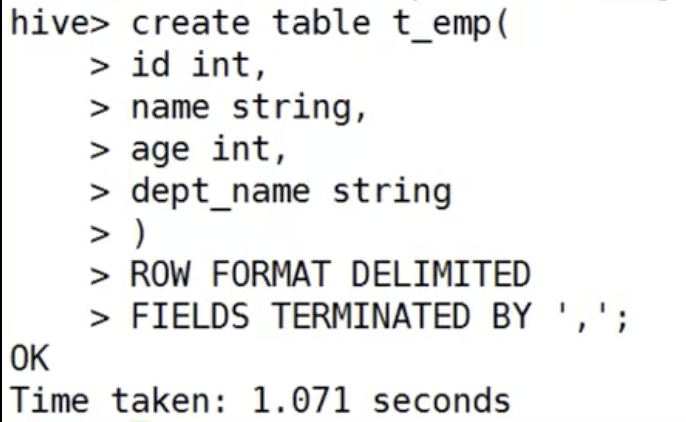 hive> create table t_emp(
    > id int,
    > name string,
    > age int,
    > dept_name string
    > )
    > ROW FORMAT DELIMITED
    > FIELDS TERMINATED BY ',';
OK
Time taken: 1.071 seconds